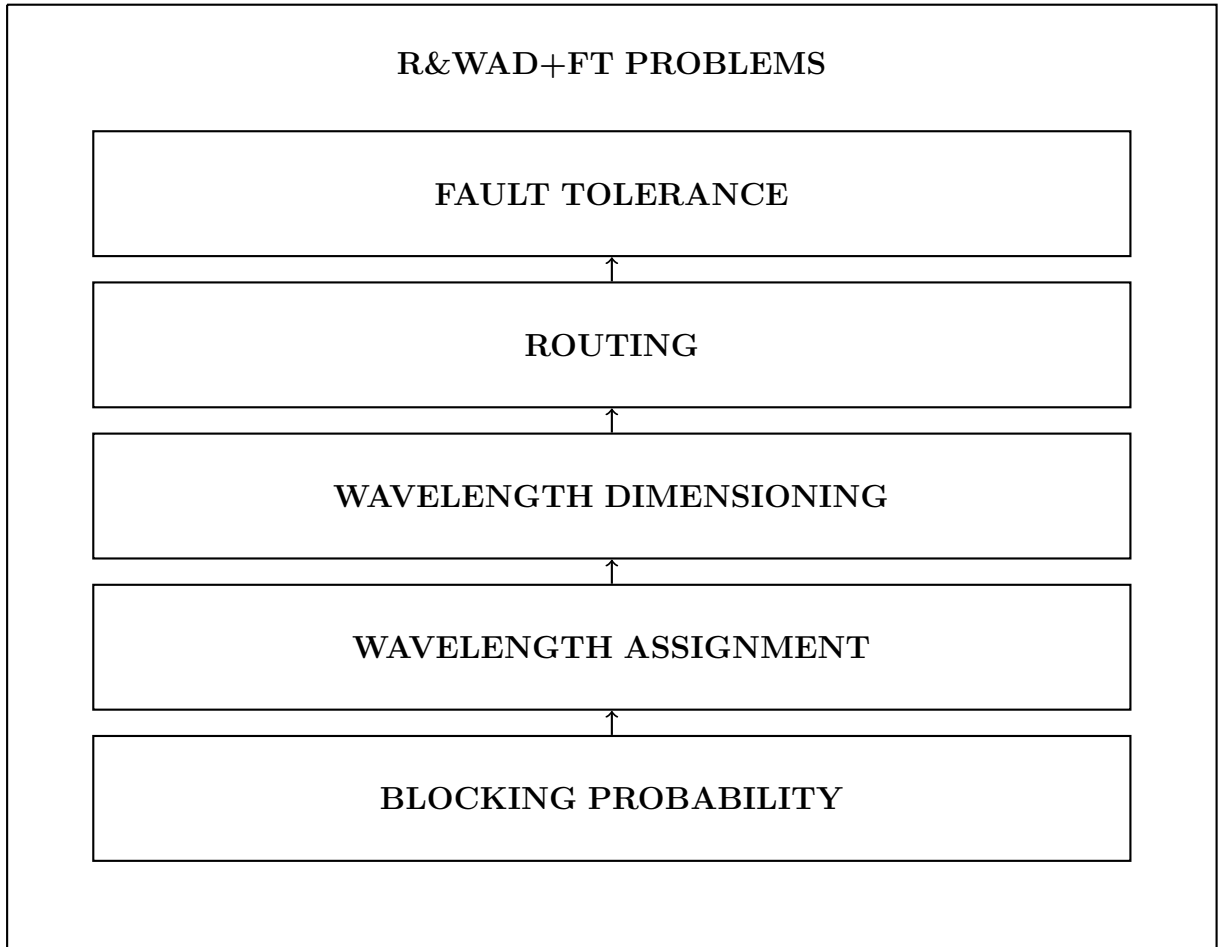 R&WAD+FT PROBLEMS
FAULT TOLERANCE
ROUTING
WAVELENGTH DIMENSIONING
WAVELENGTH ASSIGNMENT
BLOCKING PROBABILITY